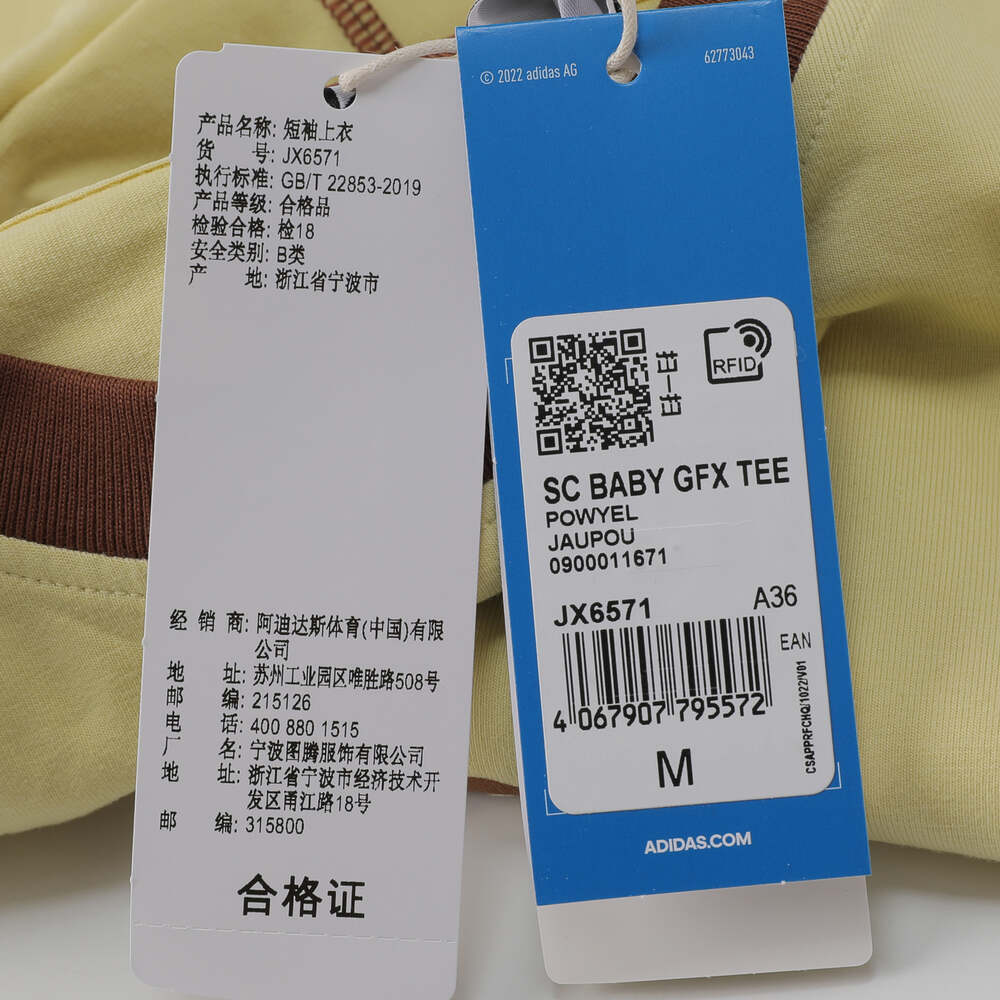 产品名称: 短袖上衣
货 号: JX6571
执行标准: GB/T 22853-2019
产品等级: 合格品
检验合格: 检18
安全类别: B类
产 地: 浙江省宁波市
经 销 商: 阿迪达斯体育(中国)有限
公司
地 址: 苏州工业园区唯胜路508号
邮 编: 215126
电 话: 400 880 1515
厂 名: 宁波图腾服饰有限公司
地 址: 浙江省宁波市经济技术开
发区甬江路18号
邮 编: 315800
合格证
© 2022 adidas AG
62773043
RFID
SC BABY GFX TEE
POWYEL
JAUPOU
0900011671
JX6571
A36
EAN
4 067907 795572
CSAPPRFCHQ/1022/V01
M
ADIDAS.COM